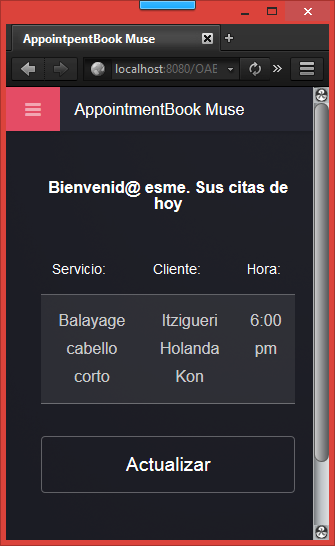 AppointpentBook Muse
localhost:8080/OAE
AppointmentBook Muse
Bienvenid@ esme. Sus citas de
hoy
Servicio: Cliente: Hora:
Balayage Itzigueri 6:00
cabello Holanda pm
corto Kon
Actualizar